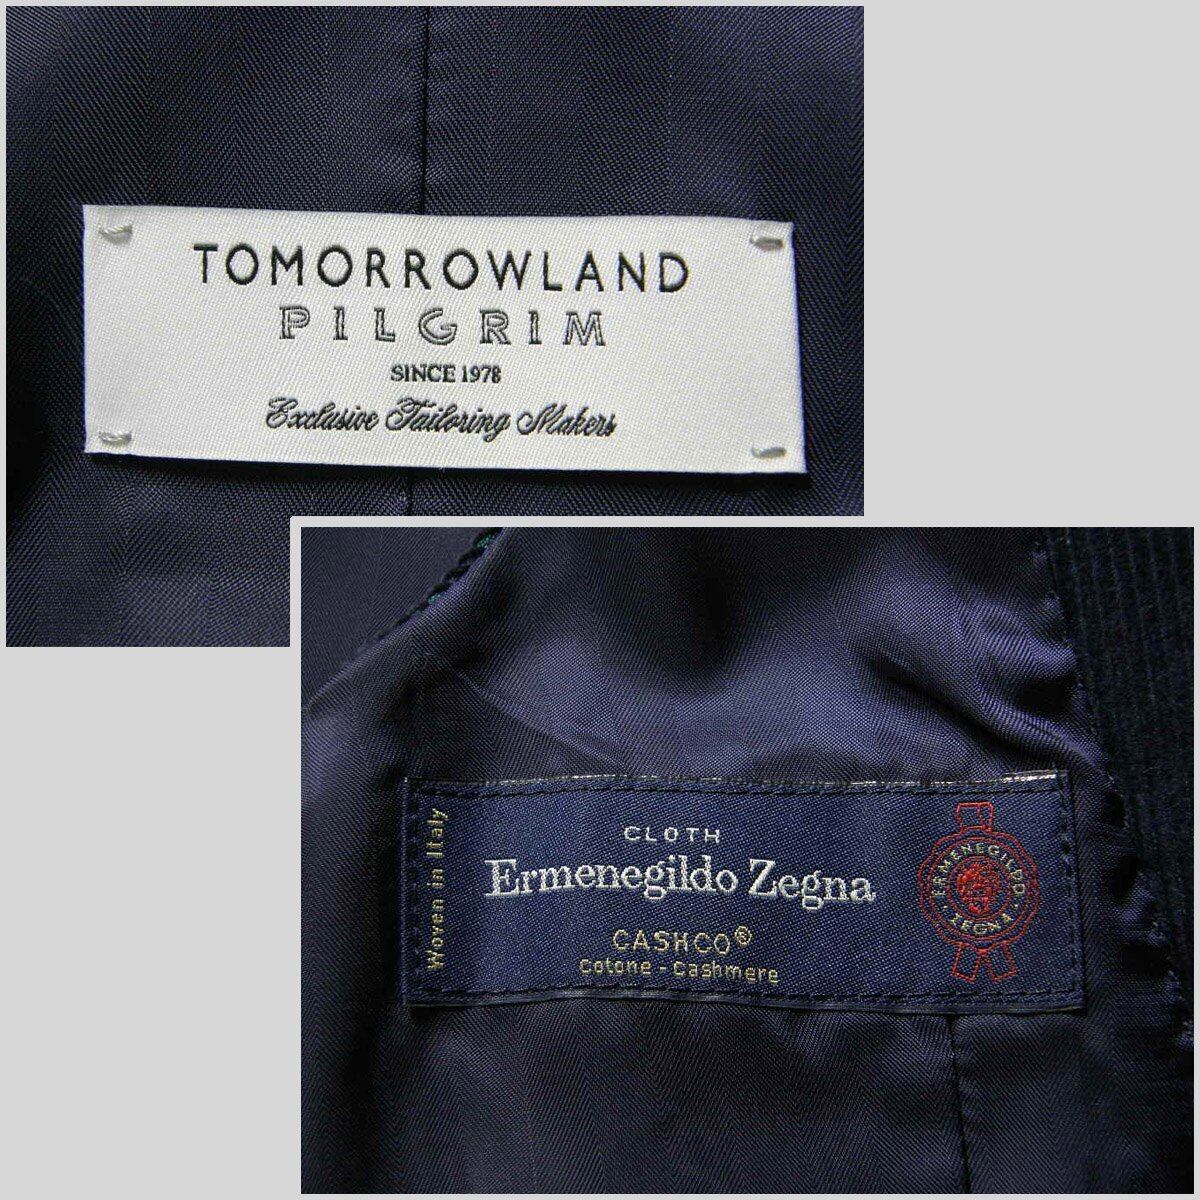 TOMORROWLAND
PILGRIM
SINCE 1978
Exclusive Tailoring Makers
Woven in Italy
CLOTH
Ermenegildo Zegna
CASHCO®
Cotone - Cashmere
ERMENEGILDO
ZEGNA